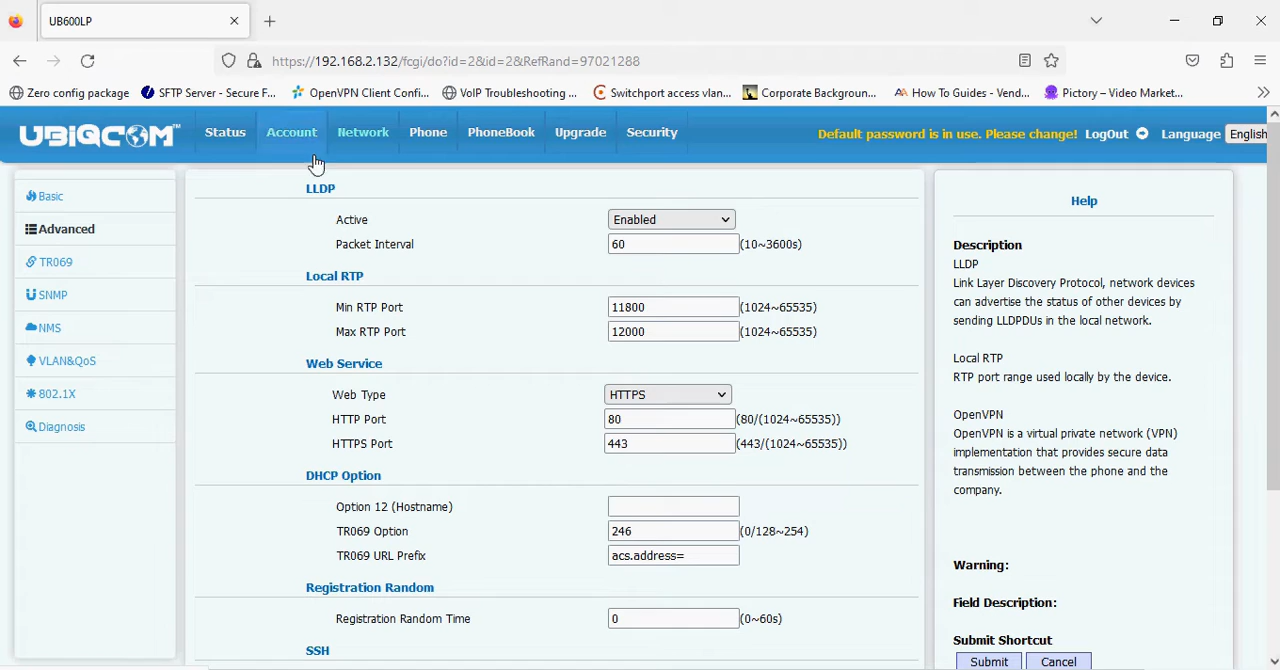 UB600LP
https://192.168.2.132/fcgi/do?id=2&id=2&RefRand=97021288
Zero config package SFTP Server - Secure F... OpenVPN Client Confi... VoIP Troubleshooting ... Switchport access vlan... Corporate Backgroun... How To Guides - Vend... Pictory – Video Market...
UBIQCOM™ Status Account Network Phone PhoneBook Upgrade Security Default password is in use. Please change! LogOut Language English
Basic
Advanced
TR069
SNMP
NMS
VLAN&QoS
802.1X
Diagnosis
LLDP
Active Enabled
Packet Interval 60 (10~3600s)
Local RTP
Min RTP Port 11800 (1024~65535)
Max RTP Port 12000 (1024~65535)
Web Service
Web Type HTTPS
HTTP Port 80 (80/(1024~65535))
HTTPS Port 443 (443/(1024~65535))
DHCP Option
Option 12 (Hostname)
TR069 Option 246 (0/128~254)
TR069 URL Prefix acs.address=
Registration Random
Registration Random Time 0 (0~60s)
SSH
Help
Description
LLDP
Link Layer Discovery Protocol, network devices
can advertise the status of other devices by
sending LLDPDUs in the local network.
Local RTP
RTP port range used locally by the device.
OpenVPN
OpenVPN is a virtual private network (VPN)
implementation that provides secure data
transmission between the phone and the
company.
Warning:
Field Description:
Submit Shortcut
Submit Cancel